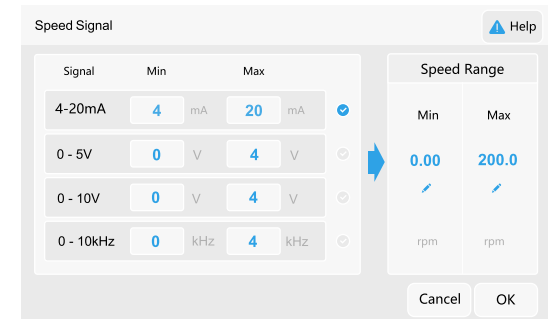 Speed Signal
Help
Signal Min Max
4-20mA 4 mA 20 mA
0 - 5V 0 V 4 V
0 - 10V 0 V 4 V
0 - 10kHz 0 kHz 4 kHz
Speed Range
Min Max
0.00 200.0
rpm rpm
Cancel OK